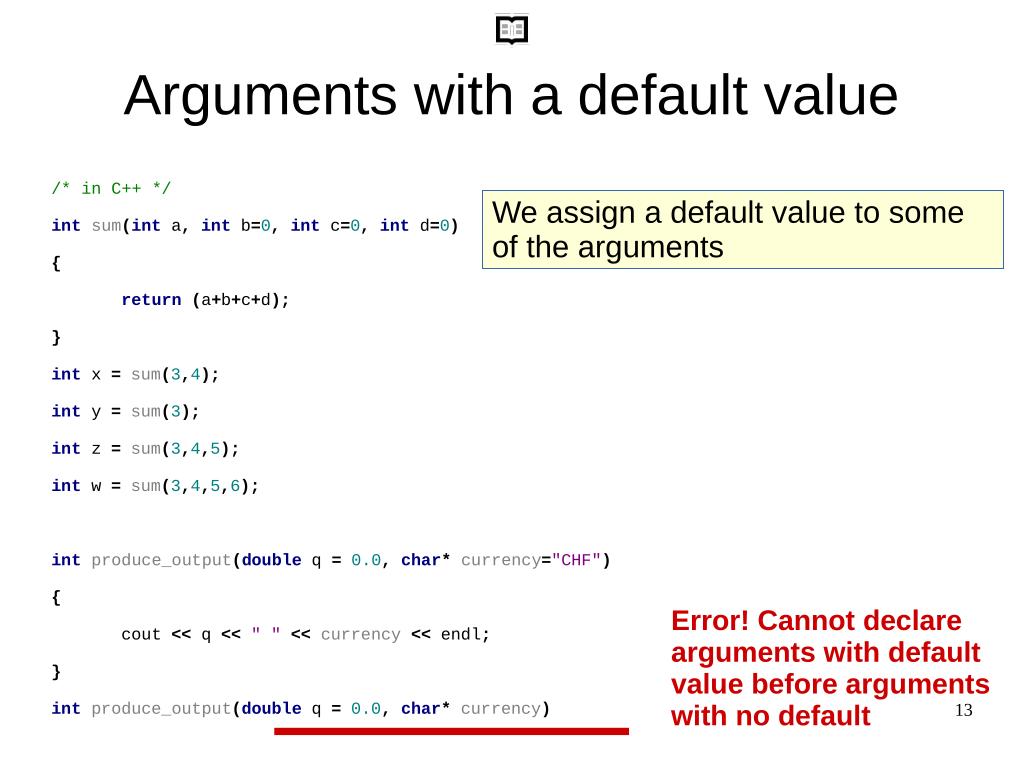 Arguments with a default value
/* in C++ */
int sum(int a, int b=0, int c=0, int d=0)
{
return (a+b+c+d);
}
int x = sum(3,4);
int y = sum(3);
int z = sum(3,4,5);
int w = sum(3,4,5,6);
We assign a default value to some
of the arguments
int produce_output(double q = 0.0, char* currency="CHF")
{
cout << q << " " << currency << endl;
}
int produce_output(double q = 0.0, char* currency)
Error! Cannot declare
arguments with default
value before arguments
with no default
13